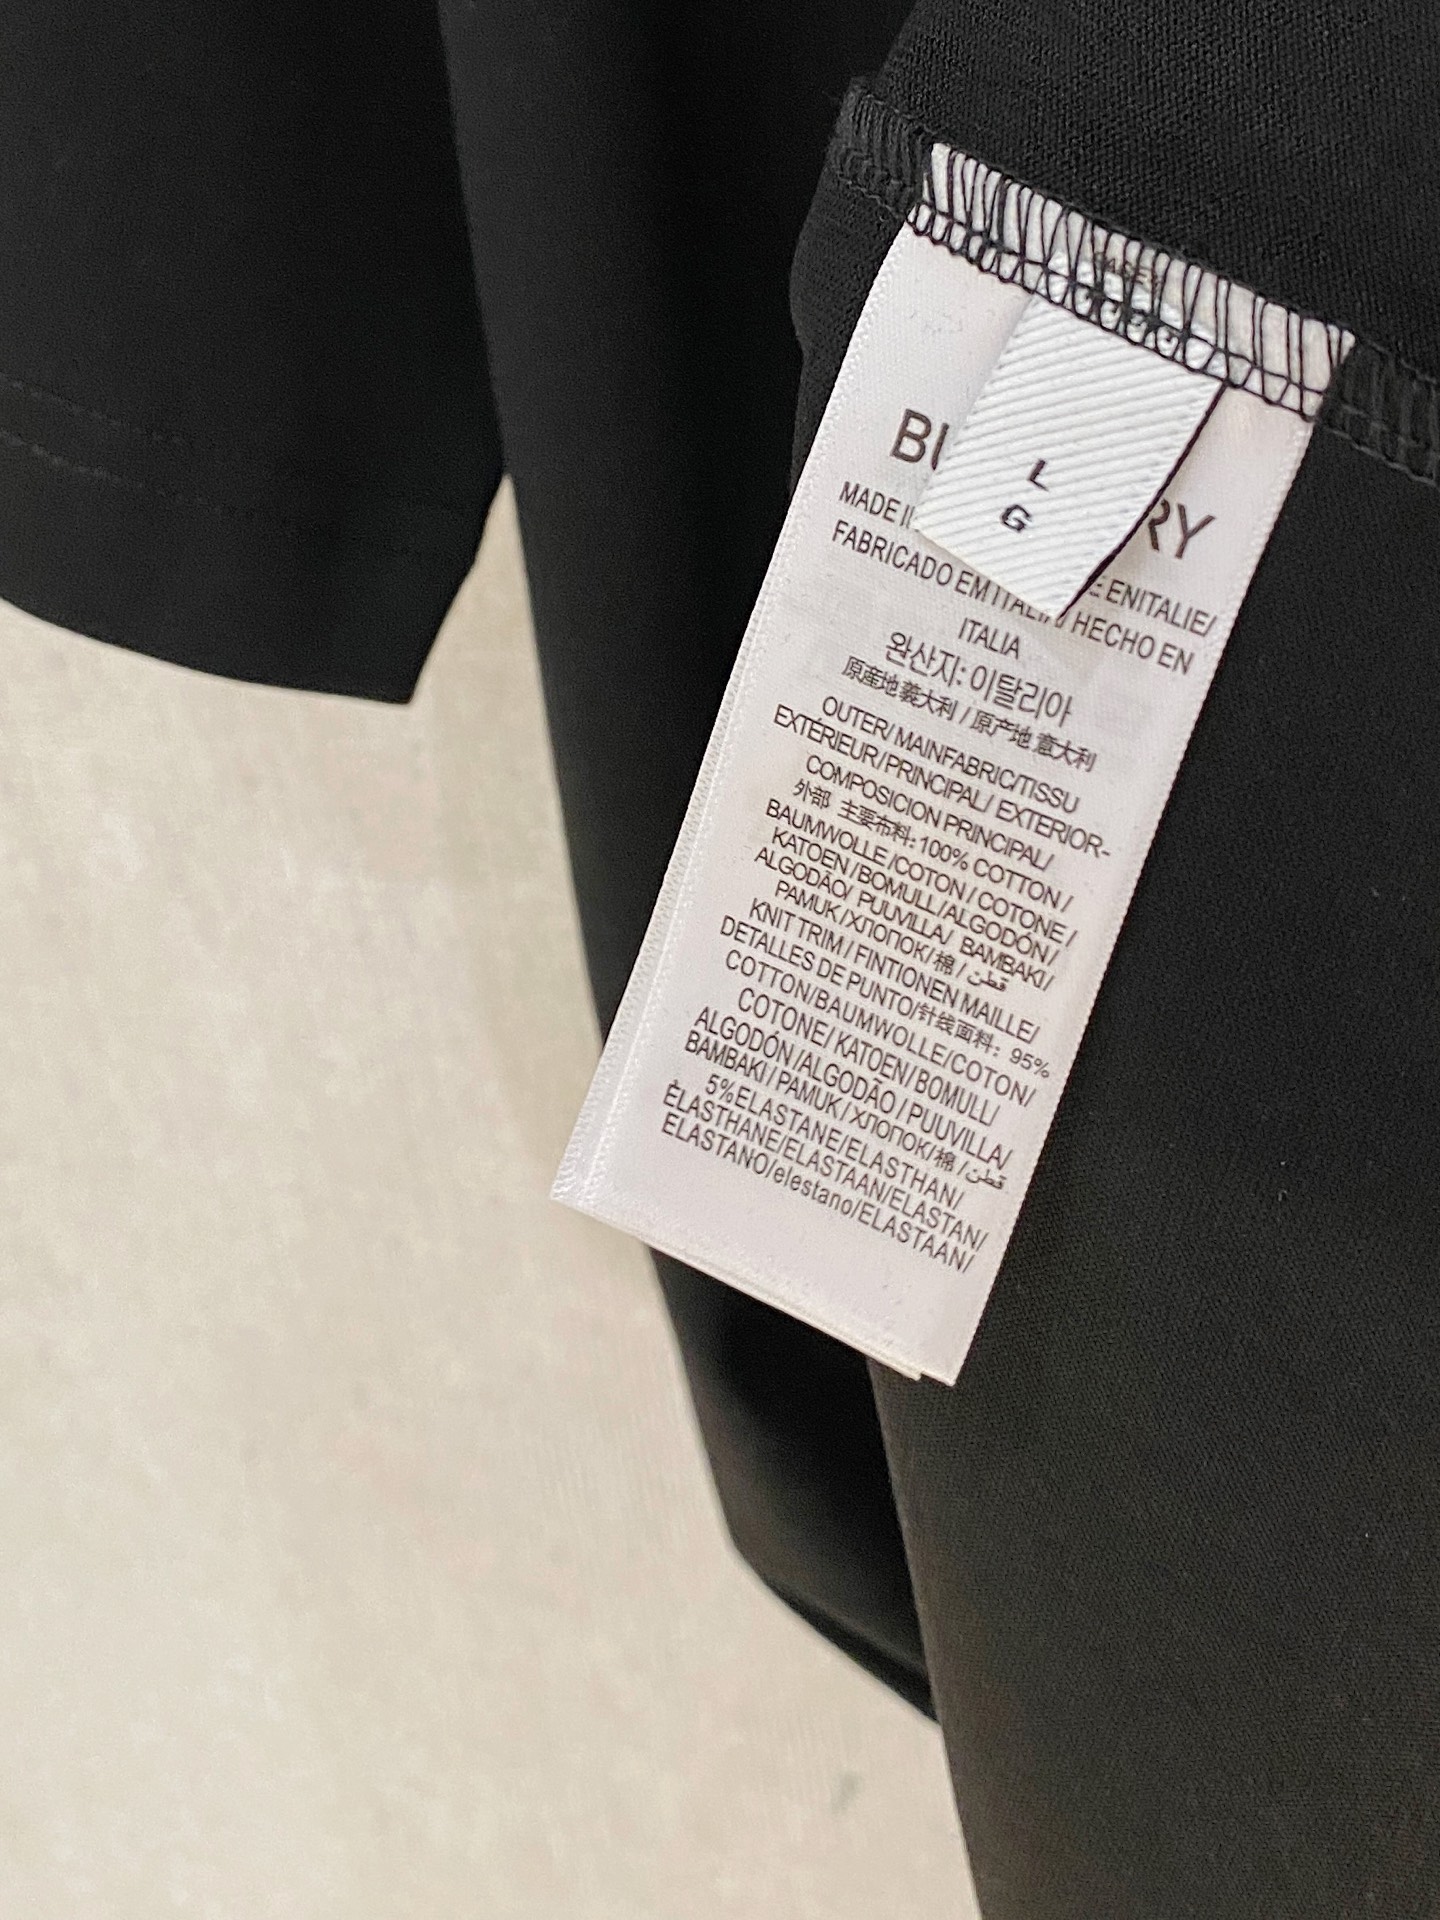 L
G
RY
MADE
ENITALIE/
FABRICADO EM ITALIA/ HECHO EN
ITALIA
완산지: 이탈리아
原産地 義大利 / 原产地 意大利
OUTER/ MAINFABRIC/TISSU
EXTÉRIEUR/PRINCIPAL/ EXTERIOR-
COMPOSICION PRINCIPAL/
外部 主要布料: 100% COTTON /
BAUMWOLLE /COTON / COTONE /
KATOEN /BOMULL/ALGODÓN /
ALGODÃO/ PUUVILLA/ BAMBAKI/
PAMUK /ХЛОПОК/棉 / قطن
KNIT TRIM / FINTIONEN MAILLE/
DETALLES DE PUNTO/针线面料: 95%
COTTON/BAUMWOLLE/COTON/
COTONE/ KATOEN/ BOMULL/
ALGODÓN /ALGODÃO / PUUVILLA/
BAMBAKI / PAMUK / ХЛОПОК/棉 / قطن
5%ELASTANE/ELASTHAN/
ÉLASTHANE/ELASTAAN/ELASTAN/
ELASTANO/elestano/ELASTAAN/